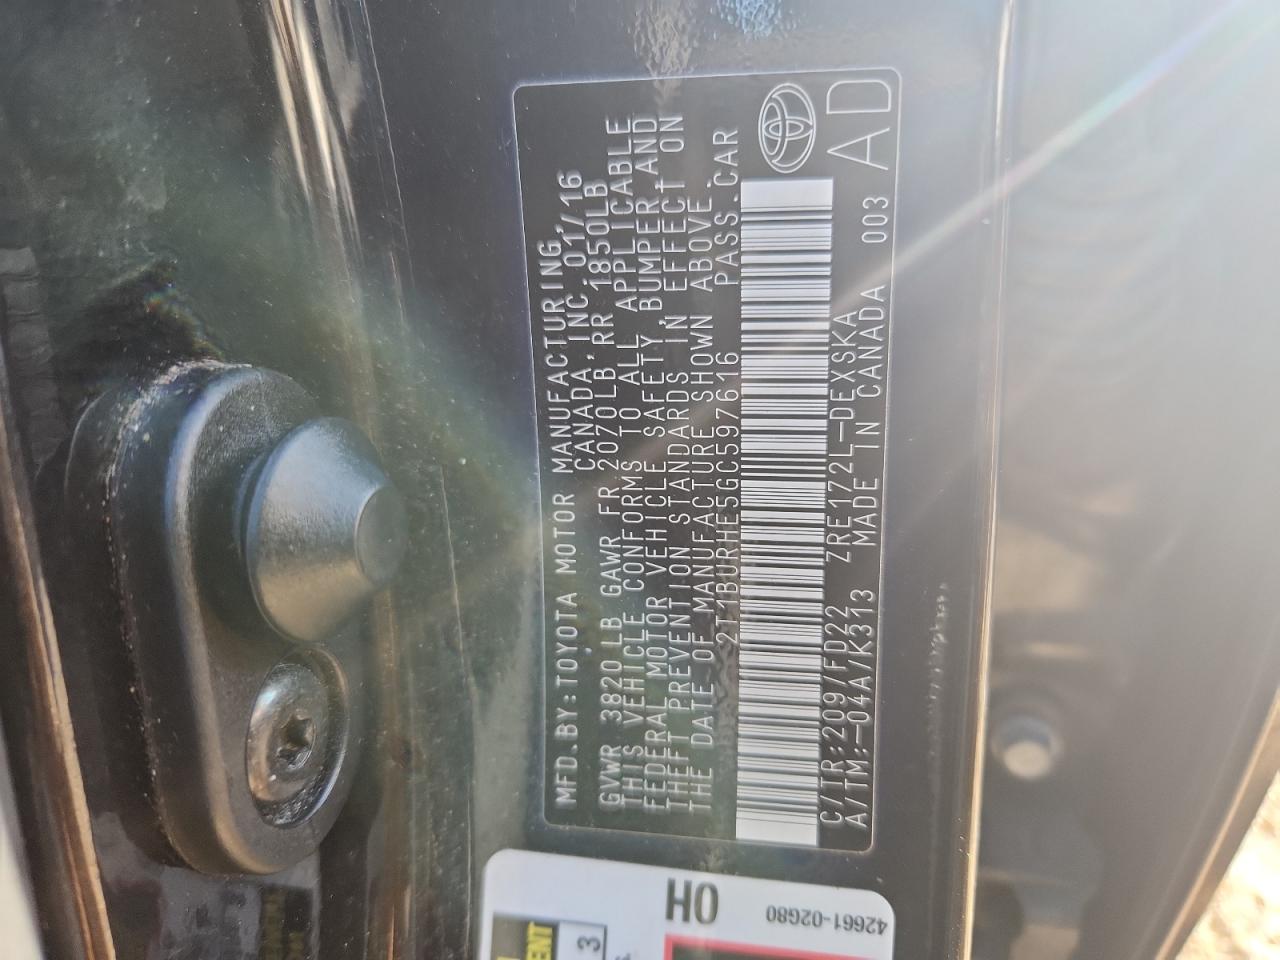 MFD.BY:TOYOTA MOTOR MANUFACTURING,
CANADA, INC. 01/16
GVWR 3820LB GAWR FR 2070LB, RR 1850LB
THIS VEHICLE CONFORMS TO ALL APPLICABLE
FEDERAL MOTOR VEHICLE SAFETY, BUMPER, AND
THEFT PREVENTION STANDARDS IN EFFECT ON
THE DATE OF MANUFACTURE SHOWN ABOVE.
2T1BURHE5GC597616 PASS.CAR
C/TR:209/FD22 ZRE172L-DEXSKA
A/TM:-04A/K313 MADE IN CANADA 003
AD
OH
42661-02G80
3